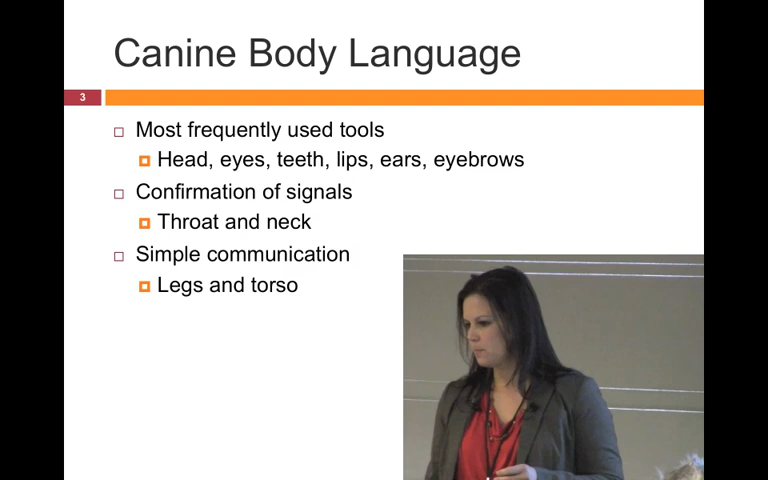 Canine Body Language
3
Most frequently used tools
Head, eyes, teeth, lips, ears, eyebrows
Confirmation of signals
Throat and neck
Simple communication
Legs and torso